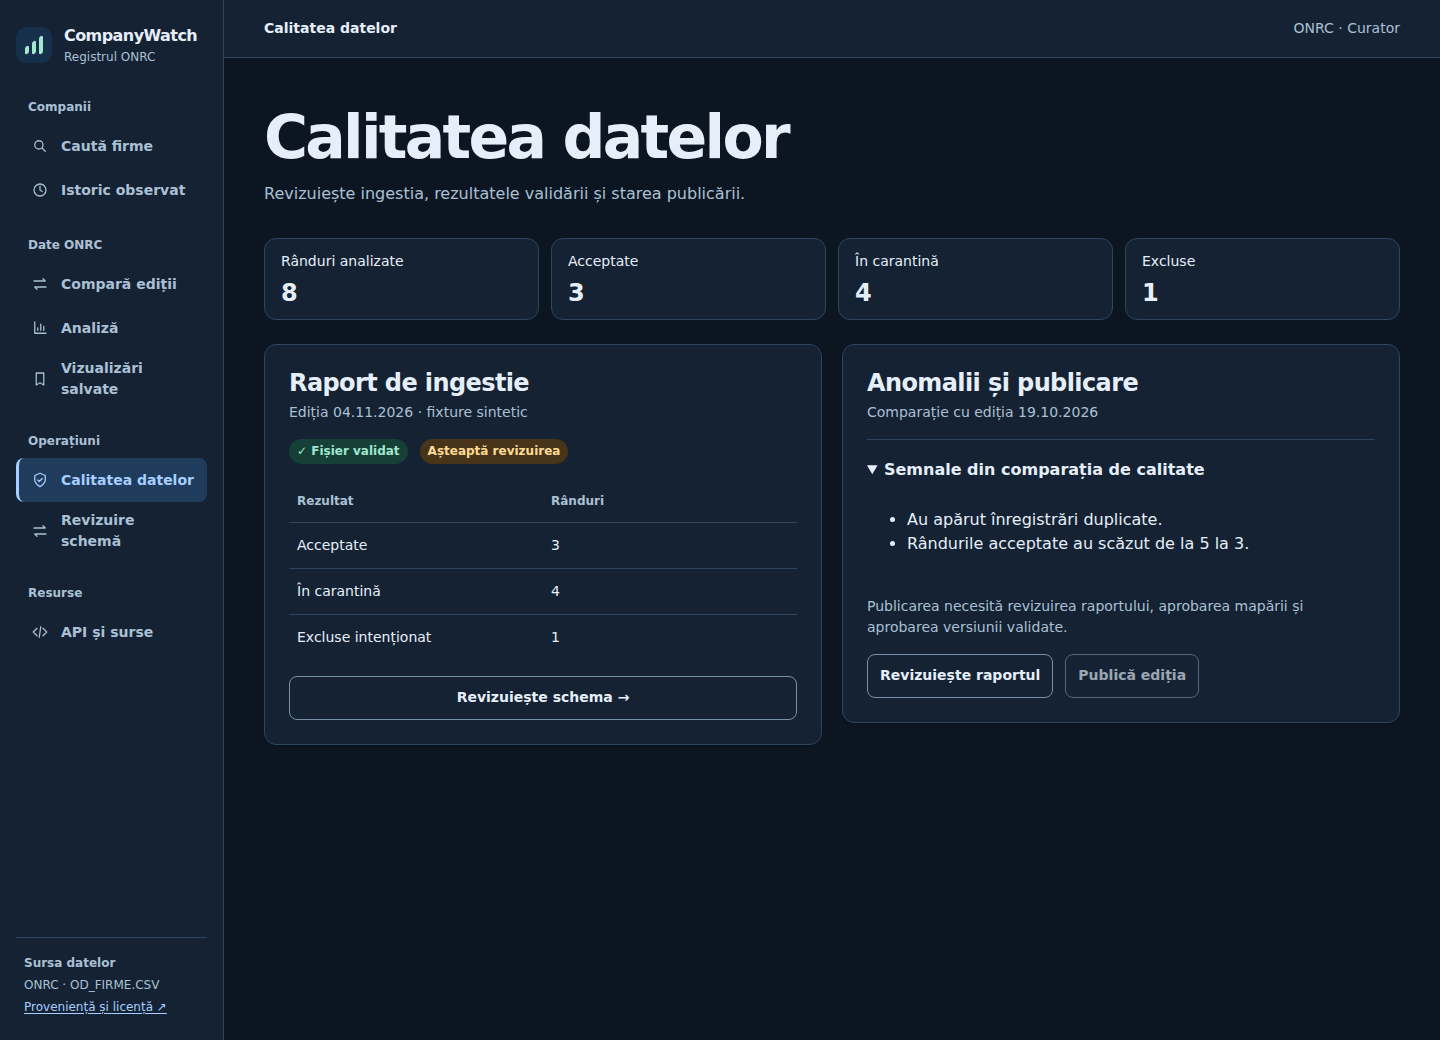 CompanyWatch
Registrul ONRC
Companii
Caută firme
Istoric observat
Date ONRC
Compară ediții
Analiză
Vizualizări
salvate
Operațiuni
Calitatea datelor
Revizuire
schemă
Resurse
API și surse
Sursa datelor
ONRC · OD_FIRME.CSV
Proveniență și licență ↗
Calitatea datelor
ONRC · Curator
Calitatea datelor
Revizuiește ingestia, rezultatele validării și starea publicării.
Rânduri analizate
8
Acceptate
3
În carantină
4
Excluse
1
Raport de ingestie
Ediția 04.11.2026 · fixture sintetic
✓ Fișier validat
Așteaptă revizuirea
Rezultat Rânduri
Acceptate 3
În carantină 4
Excluse intenționat 1
Revizuiește schema →
Anomalii și publicare
Comparație cu ediția 19.10.2026
▼ Semnale din comparația de calitate
• Au apărut înregistrări duplicate.
• Rândurile acceptate au scăzut de la 5 la 3.
Publicarea necesită revizuirea raportului, aprobarea mapării și
aprobarea versiunii validate.
Revizuiește raportul
Publică ediția